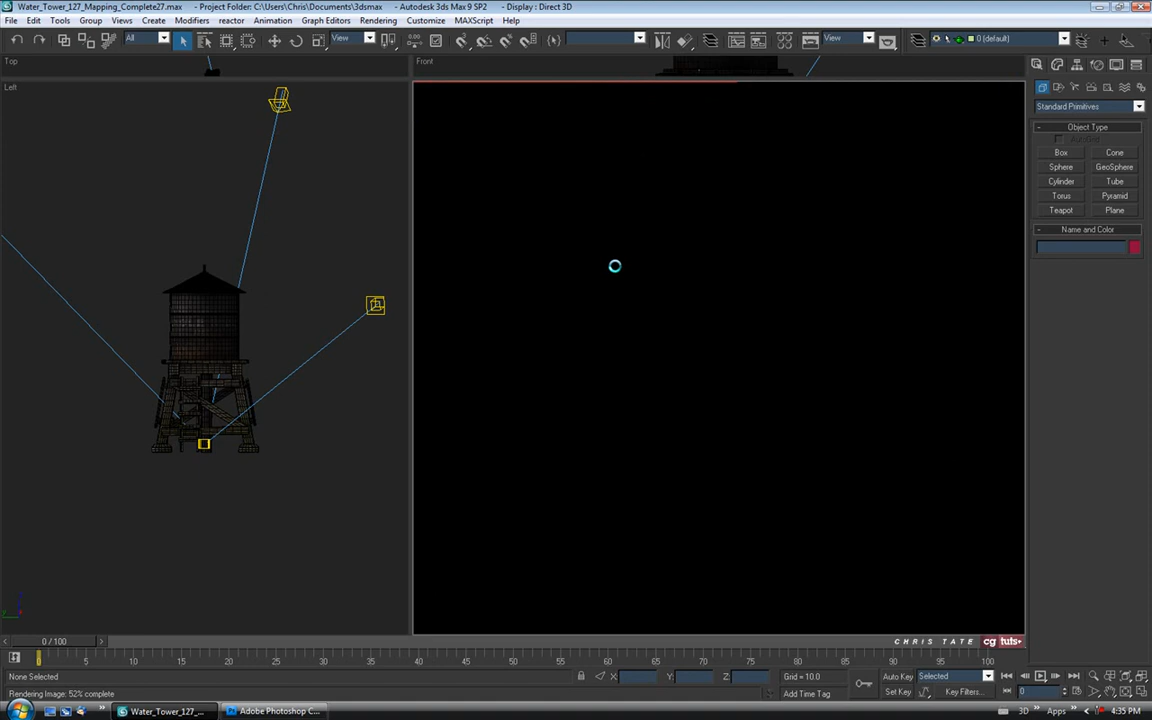 Water_Tower_127_Mapping_Complete27.max - Project Folder: C:\Users\Chris\Documents\3dsmax - Autodesk 3ds Max 9 SP2 - Display : Direct 3D
File Edit Tools Group Views Create Modifiers reactor Animation Graph Editors Rendering Customize MAXScript Help
All View View 0 (default)
Top Front
Left
Standard Primitives
- Object Type
AutoGrid
Box Cone
Sphere GeoSphere
Cylinder Tube
Torus Pyramid
Teapot Plane
- Name and Color
0 / 100
CHRIS TATE cg tuts+
0 5 10 15 20 25 30 35 40 45 50 55 60 65 70 75 80 85 90 95 100
None Selected X: Y: Z: Grid = 10.0 Auto Key Selected
Rendering Image: 52% complete Add Time Tag Set Key Key Filters... 0
Water_Tower_127_... Adobe Photoshop C... 3D » Apps » 4:35 PM